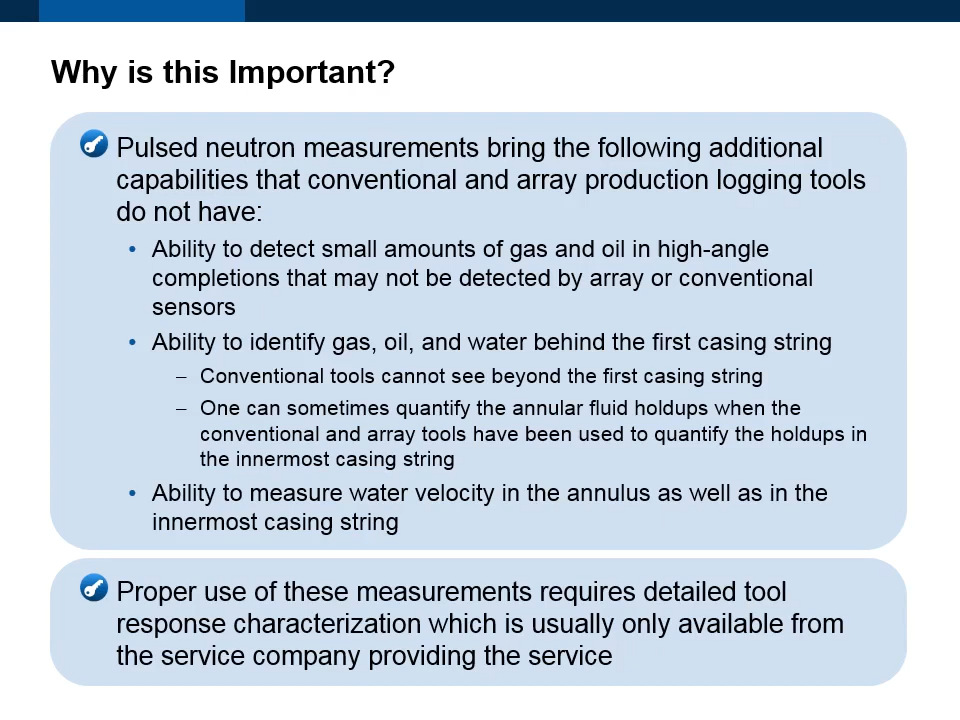 Why is this Important?
Pulsed neutron measurements bring the following additional
capabilities that conventional and array production logging tools
do not have:
• Ability to detect small amounts of gas and oil in high-angle
completions that may not be detected by array or conventional
sensors
• Ability to identify gas, oil, and water behind the first casing string
– Conventional tools cannot see beyond the first casing string
– One can sometimes quantify the annular fluid holdups when the
conventional and array tools have been used to quantify the holdups in
the innermost casing string
• Ability to measure water velocity in the annulus as well as in the
innermost casing string
Proper use of these measurements requires detailed tool
response characterization which is usually only available from
the service company providing the service